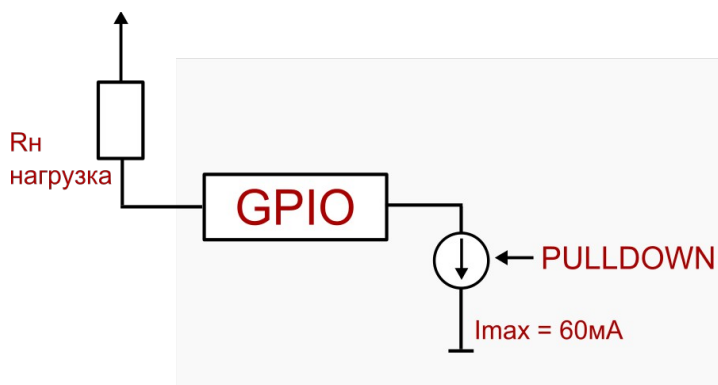 Rн
нагрузка
GPIO
PULLDOWN
Imax = 60мА